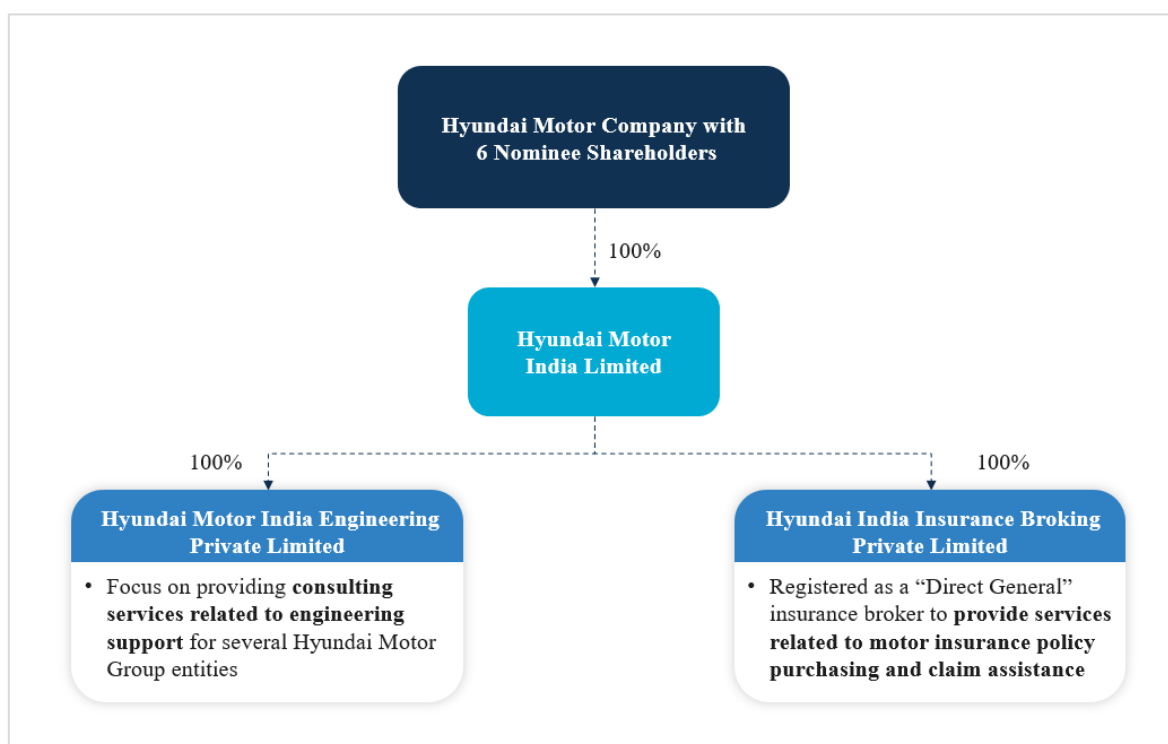 Hyundai Motor Company with
6 Nominee Shareholders
100%
Hyundai Motor
India Limited
100%
100%
Hyundai Motor India Engineering
Private Limited
• Focus on providing consulting
services related to engineering
support for several Hyundai Motor
Group entities
Hyundai India Insurance Broking
Private Limited
• Registered as a “Direct General”
insurance broker to provide services
related to motor insurance policy
purchasing and claim assistance